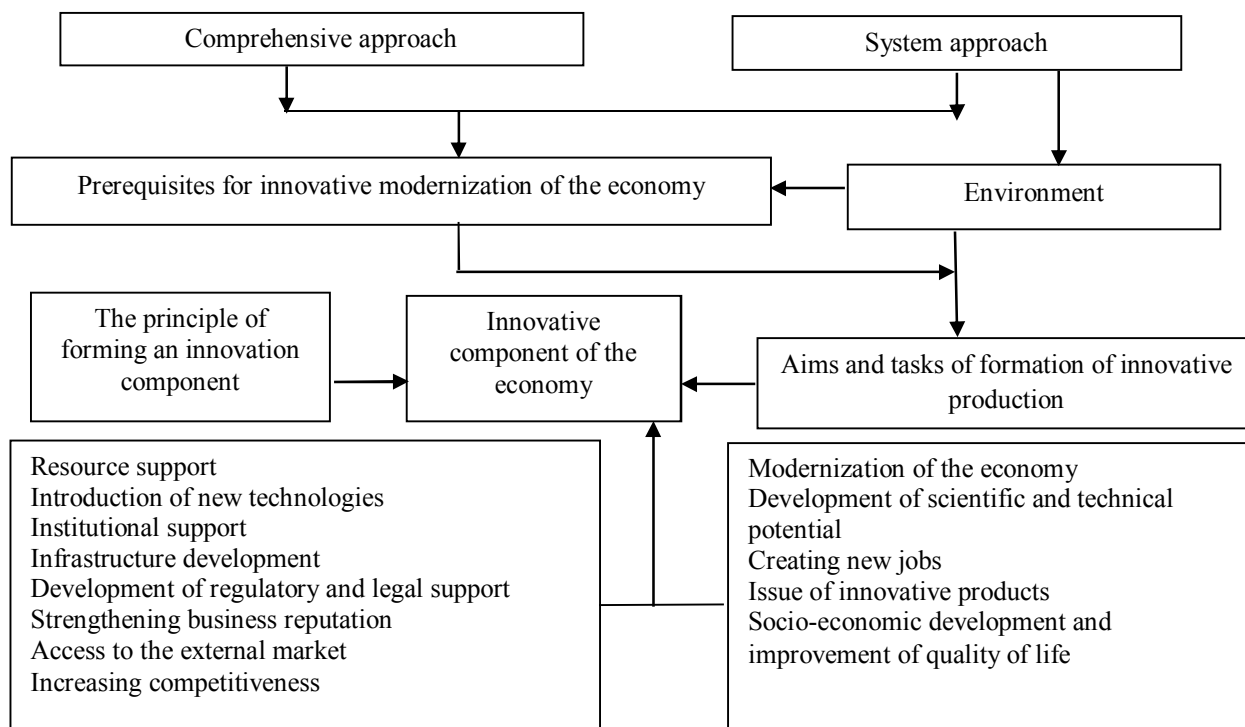 Comprehensive approach
System approach
Prerequisites for innovative modernization of the economy
Environment
The principle of
forming an innovation
component
Innovative
component of the
economy
Aims and tasks of formation of innovative
production
Resource support
Introduction of new technologies
Institutional support
Infrastructure development
Development of regulatory and legal support
Strengthening business reputation
Access to the external market
Increasing competitiveness
Modernization of the economy
Development of scientific and technical
potential
Creating new jobs
Issue of innovative products
Socio-economic development and
improvement of quality of life